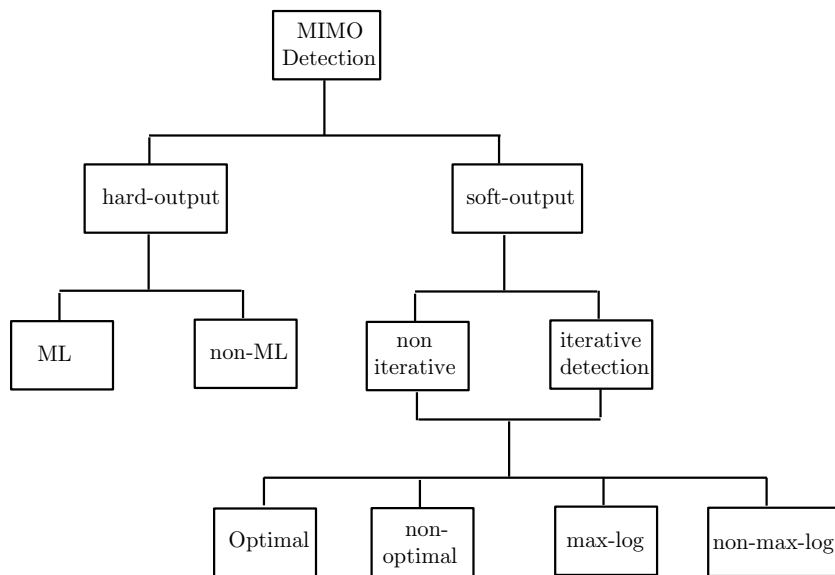 MIMO
Detection
hard-output
soft-output
ML
non-ML
non
iterative
iterative
detection
Optimal
non-
optimal
max-log
non-max-log